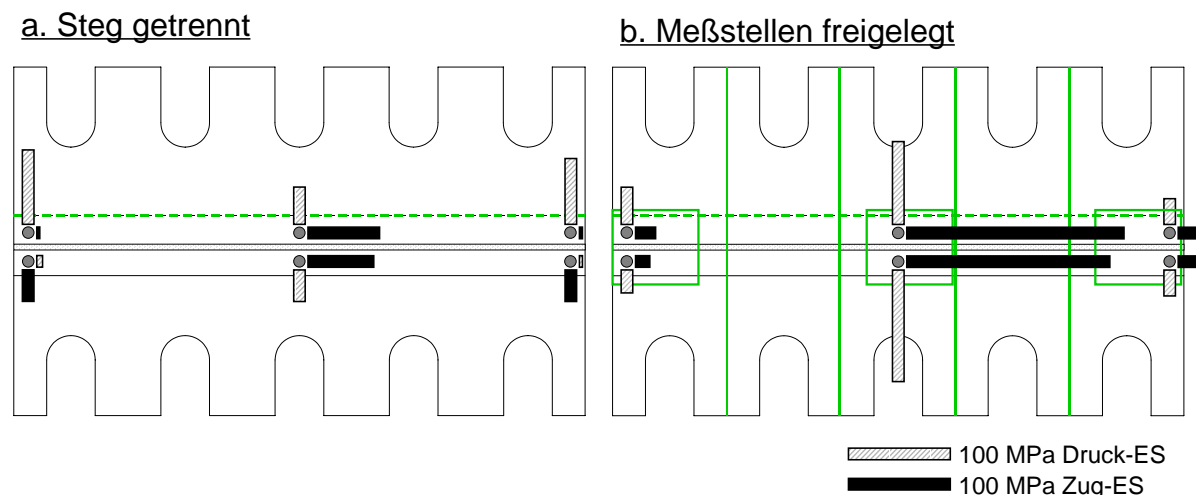 a. Steg getrennt
b. Meßstellen freigelegt
100 MPa Druck-ES
100 MPa Zug-ES